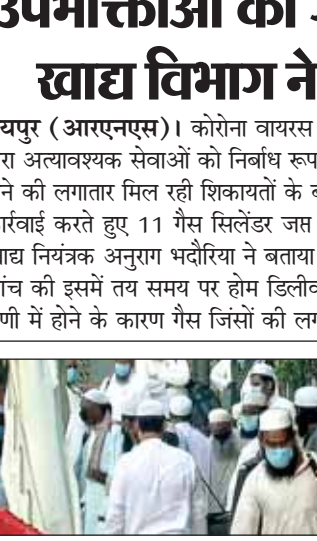 उपभोक्ताओं को
खाद्य विभाग ने
यपुर (आरएनएस)। कोरोना वायरस
रा अत्यावश्यक सेवाओं को निर्बाध रूप
ने की लगातार मिल रही शिकायतों के ब
कार्रवाई करते हुए 11 गैस सिलेंडर जप्त
ाद्य नियंत्रक अनुराग भदौरिया ने बताया
ांच की इसमें तय समय पर होम डिलीव
णी में होने के कारण गैस जिंसों की लग